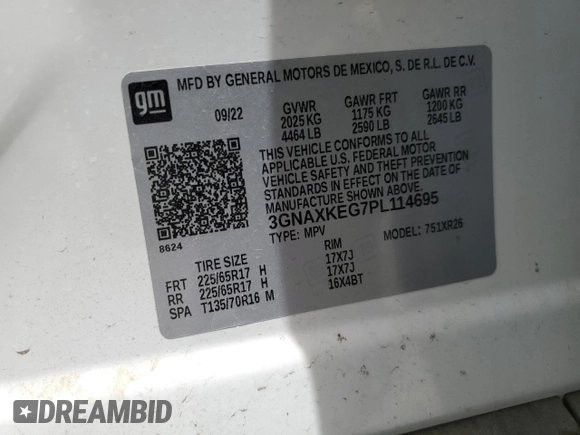 gm
MFD BY GENERAL MOTORS DE MEXICO, S. DE R.L. DE C.V.
09/22
GVWR GAWR FRT GAWR RR
2025 KG 1175 KG 1200 KG
4464 LB 2590 LB 2645 LB
THIS VEHICLE CONFORMS TO ALL
APPLICABLE U.S. FEDERAL MOTOR
VEHICLE SAFETY AND THEFT PREVENTION
STANDARDS IN EFFECT ON THE DATE OF
MANUFACTURE SHOWN ABOVE.
3GNAXKEG7PL114695
8624
TYPE: MPV MODEL: 751XR26
TIRE SIZE RIM
FRT 225/65R17 H 17X7J
RR 225/65R17 H 17X7J
SPA T135/70R16 M 16X4BT
DREAMBID